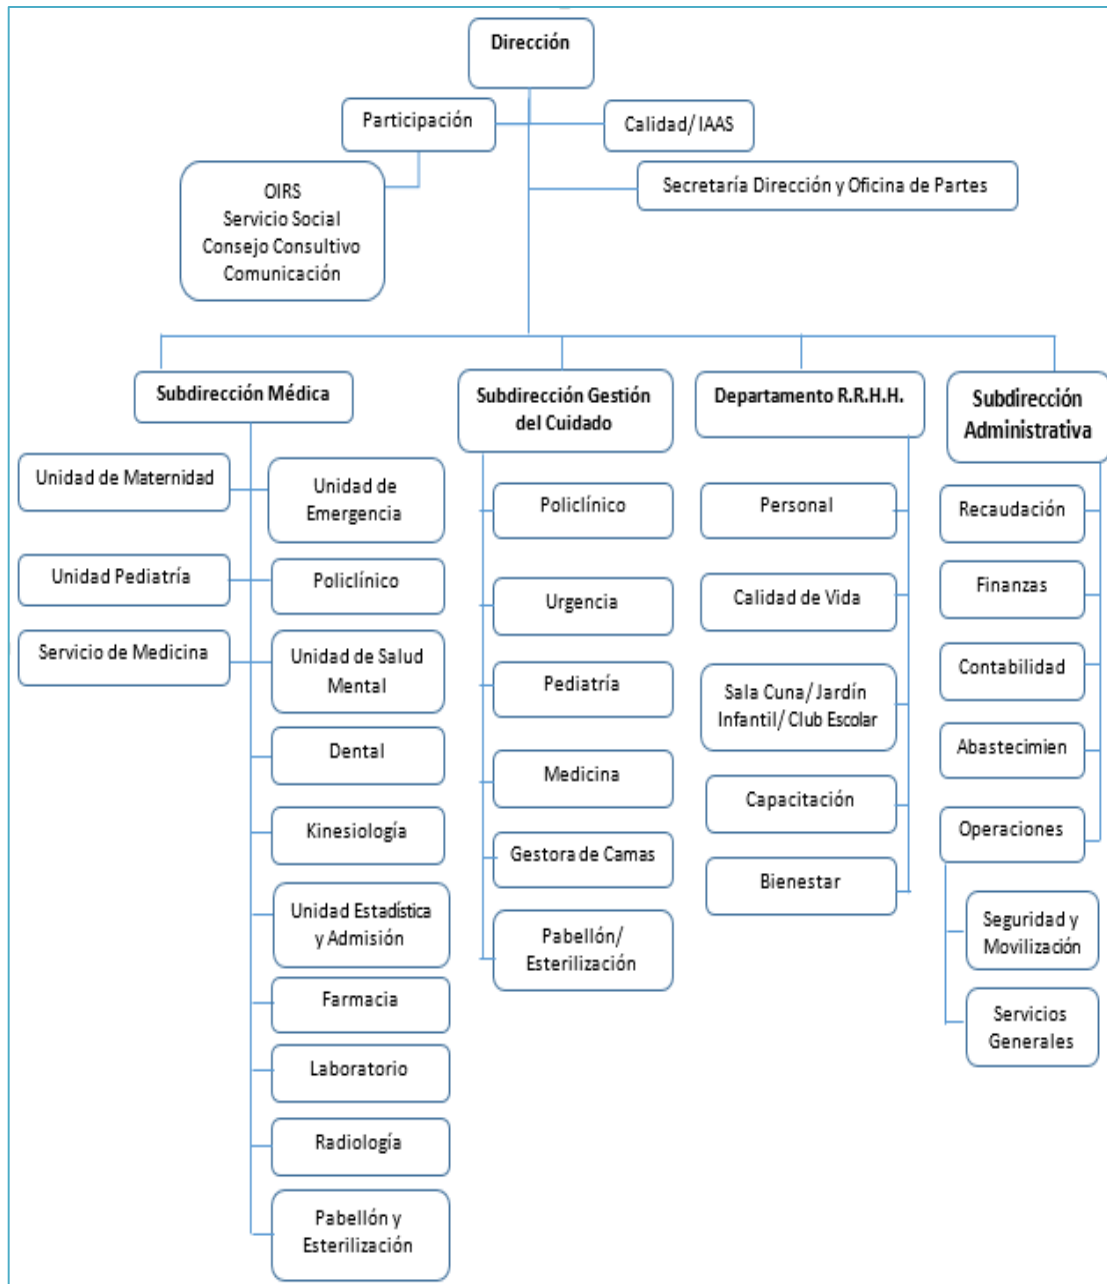 Dirección
Participación
Calidad/ IAAS
OIRS
Servicio Social
Consejo Consultivo
Comunicación
Secretaría Dirección y Oficina de Partes
Subdirección Médica
Unidad de Maternidad
Unidad de
Emergencia
Unidad Pediatría
Policlínico
Servicio de Medicina
Unidad de Salud
Mental
Dental
Kinesiología
Unidad Estadística
y Admisión
Farmacia
Laboratorio
Radiología
Pabellón y
Esterilización
Subdirección Gestión
del Cuidado
Policlínico
Urgencia
Pediatría
Medicina
Gestora de Camas
Pabellón/
Esterilización
Departamento R.R.H.H.
Personal
Calidad de Vida
Sala Cuna/ Jardín
Infantil/ Club Escolar
Capacitación
Bienestar
Subdirección
Administrativa
Recaudación
Finanzas
Contabilidad
Abastecimien
Operaciones
Seguridad y
Movilización
Servicios
Generales